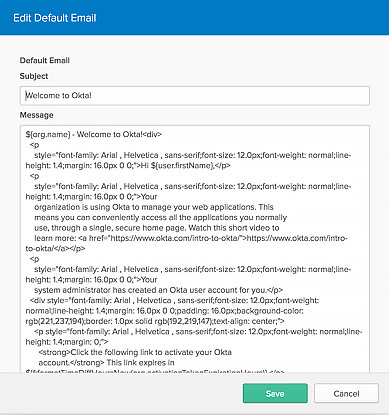 Edit Default Email
Default Email
Subject
Welcome to Okta!
Message
${org.name} - Welcome to Okta!<div>
<p
style="font-family: Arial , Helvetica , sans-serif;font-size: 12.0px;font-weight: normal;line-
height: 1.4;margin: 16.0px 0 0;">Hi ${user.firstName},</p>
<p
style="font-family: Arial , Helvetica , sans-serif;font-size: 12.0px;font-weight: normal;line-
height: 1.4;margin: 16.0px 0 0;">Your
organization is using Okta to manage your web applications. This
means you can conveniently access all the applications you normally
use, through a single, secure home page. Watch this short video to
learn more: <a href="https://www.okta.com/intro-to-okta/">https://www.okta.com/intro-
to-okta/</a></p>
<p
style="font-family: Arial , Helvetica , sans-serif;font-size: 12.0px;font-weight: normal;line-
height: 1.4;margin: 16.0px 0 0;">Your
system administrator has created an Okta user account for you.</p>
<div style="font-family: Arial , Helvetica , sans-serif;font-size: 12.0px;font-weight:
normal;line-height: 1.4;margin: 16.0px 0 0;padding: 16.0px;background-color:
rgb(221,237,194);border: 1.0px solid rgb(192,219,147);text-align: center;">
<p style="font-family: Arial , Helvetica , sans-serif;font-size: 12.0px;font-weight: normal;line-
height: 1.4;margin: 0;">
<strong>Click the following link to activate your Okta
account.</strong> This link expires in
Save
Cancel